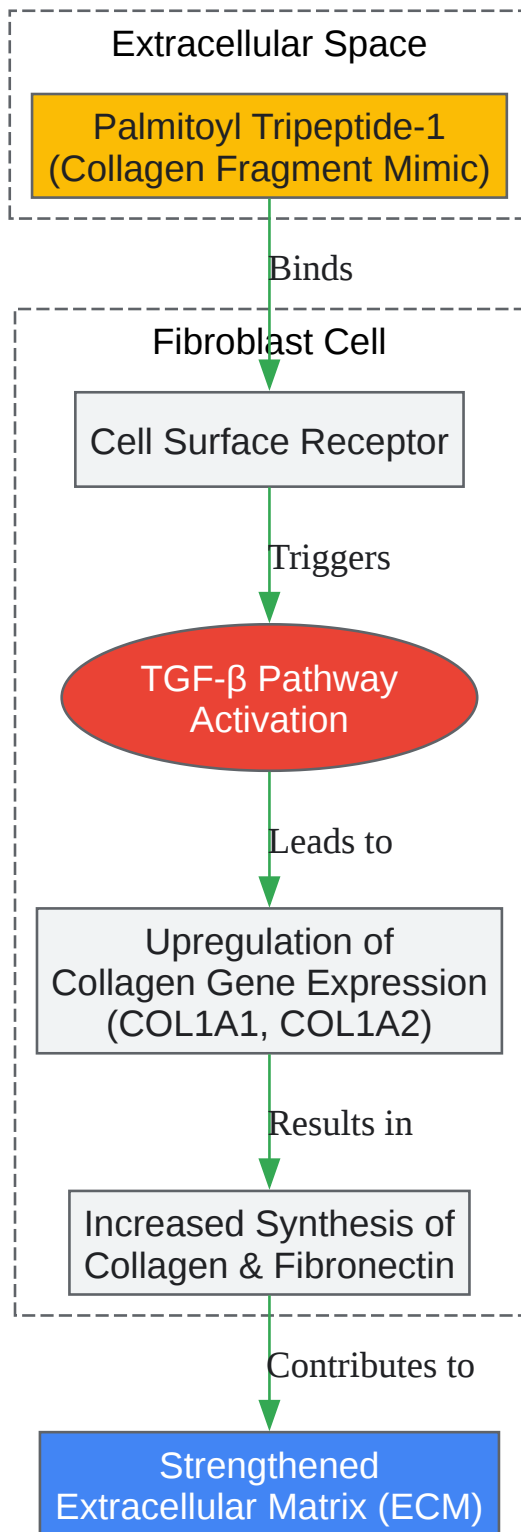 Extracellular Space
Palmitoyl Tripeptide-1
(Collagen Fragment Mimic)
Binds
Fibroblast Cell
Cell Surface Receptor
Triggers
TGF-β Pathway
Activation
Leads to
Upregulation of
Collagen Gene Expression
(COL1A1, COL1A2)
Results in
Increased Synthesis of
Collagen & Fibronectin
Contributes to
Strengthened
Extracellular Matrix (ECM)